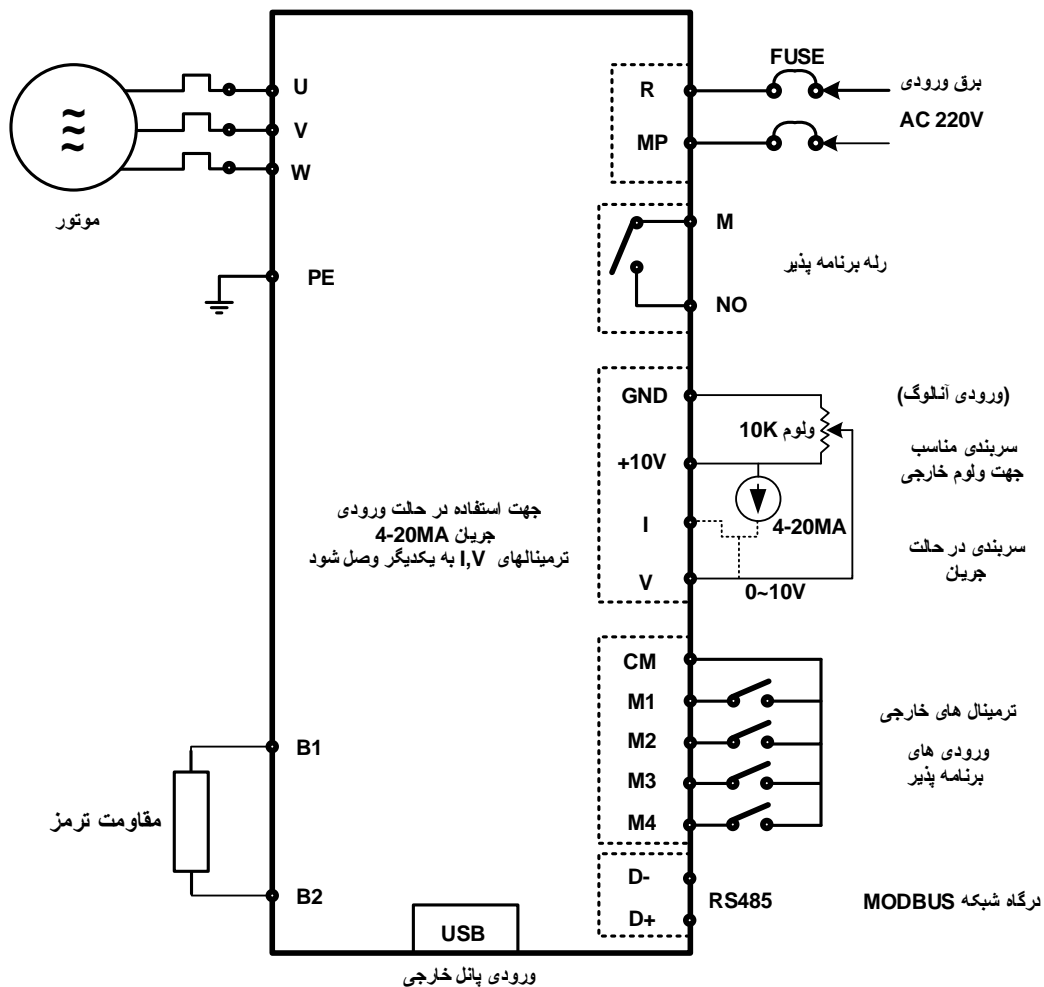 FUSE
R
برق ورودی
U
AC 220V
V
MP
W
موتور
M
رله برنامه پذیر
PE
NO
GND
(ورودی آنالوگ)
ولوم 10K
سربندی مناسب
جهت ولوم خارجی
+10V
جهت استفاده در حالت ورودی
جریان 4-20MA
ترمینالهای I,V به یکدیگر وصل شود
I
4-20MA
سربندی در حالت
جریان
V
0~10V
CM
M1
ترمینال های خارجی
M2
ورودی های
برنامه پذیر
B1
M3
مقاومت ترمز
M4
D-
B2
RS485
درگاه شبکه MODBUS
D+
USB
ورودی پانل خارجی